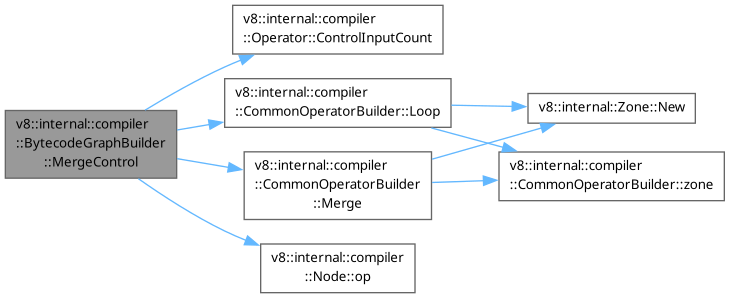 v8::internal::compiler
::BytecodeGraphBuilder
::MergeControl
v8::internal::compiler
::Operator::ControlInputCount
v8::internal::compiler
::CommonOperatorBuilder::Loop
v8::internal::Zone::New
v8::internal::compiler
::CommonOperatorBuilder::zone
v8::internal::compiler
::CommonOperatorBuilder
::Merge
v8::internal::compiler
::Node::op